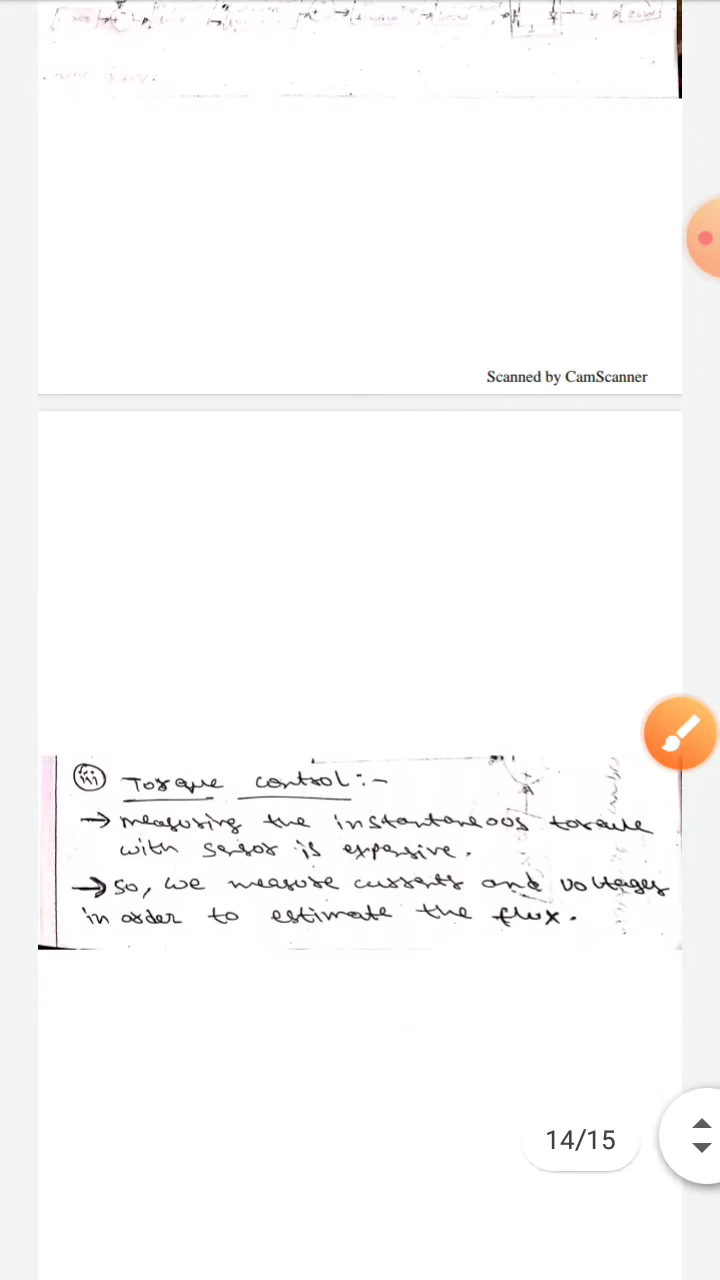 Scanned by CamScanner
(iii) Torque control :-
→ measuring the instantaneous torque
with sensor is expensive.
→ so, we measure currents and voltages
in order to estimate the flux.
14/15